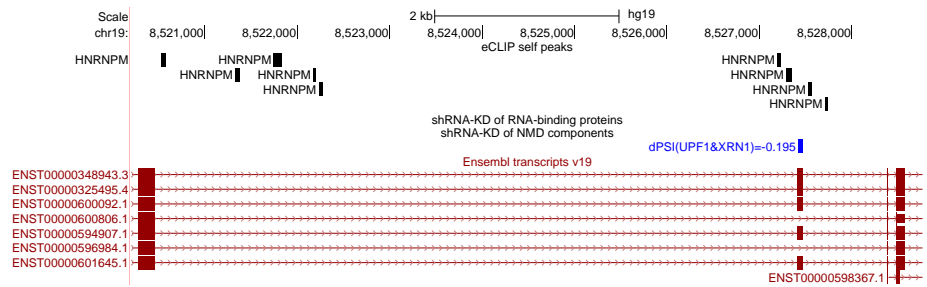 Scale 2 kb hg19
chr19: 8,521,000 8,522,000 8,523,000 8,524,000 8,525,000 8,526,000 8,527,000 8,528,000
eCLIP self peaks
HNRNPM HNRNPM HNRNPM
HNRNPM HNRNPM HNRNPM
HNRNPM HNRNPM
HNRNPM
shRNA-KD of RNA-binding proteins
shRNA-KD of NMD components
dPSI(UPF1&XRN1)=-0.195
Ensembl transcripts v19
ENST00000348943.3
ENST00000325495.4
ENST00000600092.1
ENST00000600806.1
ENST00000594907.1
ENST00000596984.1
ENST00000601645.1
ENST00000598367.1